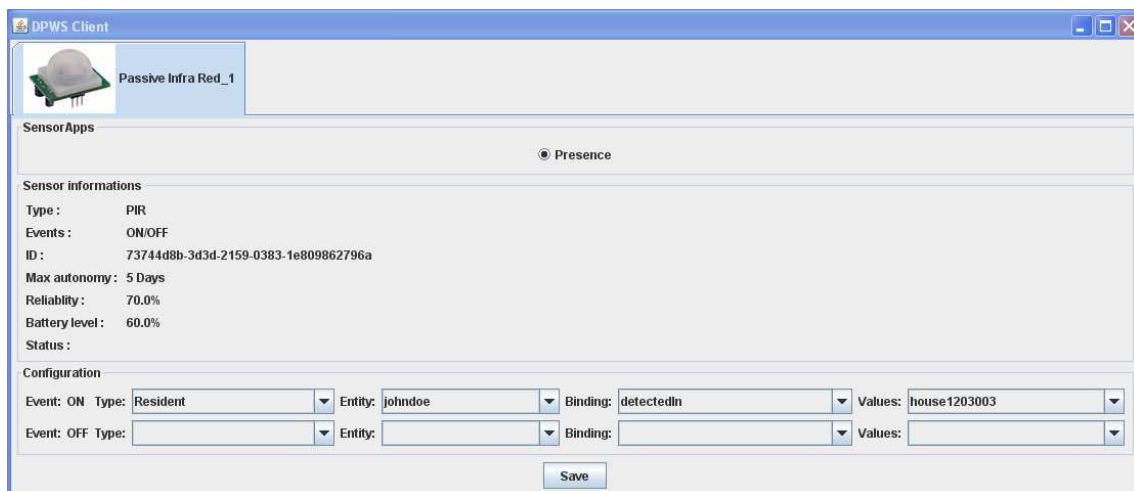 DPWS Client
Passive Infra Red_1
SensorApps
Presence
Sensor informations
Type : PIR
Events : ON/OFF
ID : 73744d8b-3d3d-2159-0383-1e809862796a
Max autonomy : 5 Days
Reliablity : 70.0%
Battery level : 60.0%
Status :
Configuration
Event: ON Type: Resident Entity: johndoe Binding: detectedIn Values: house1203003
Event: OFF Type: Entity: Binding: Values:
Save